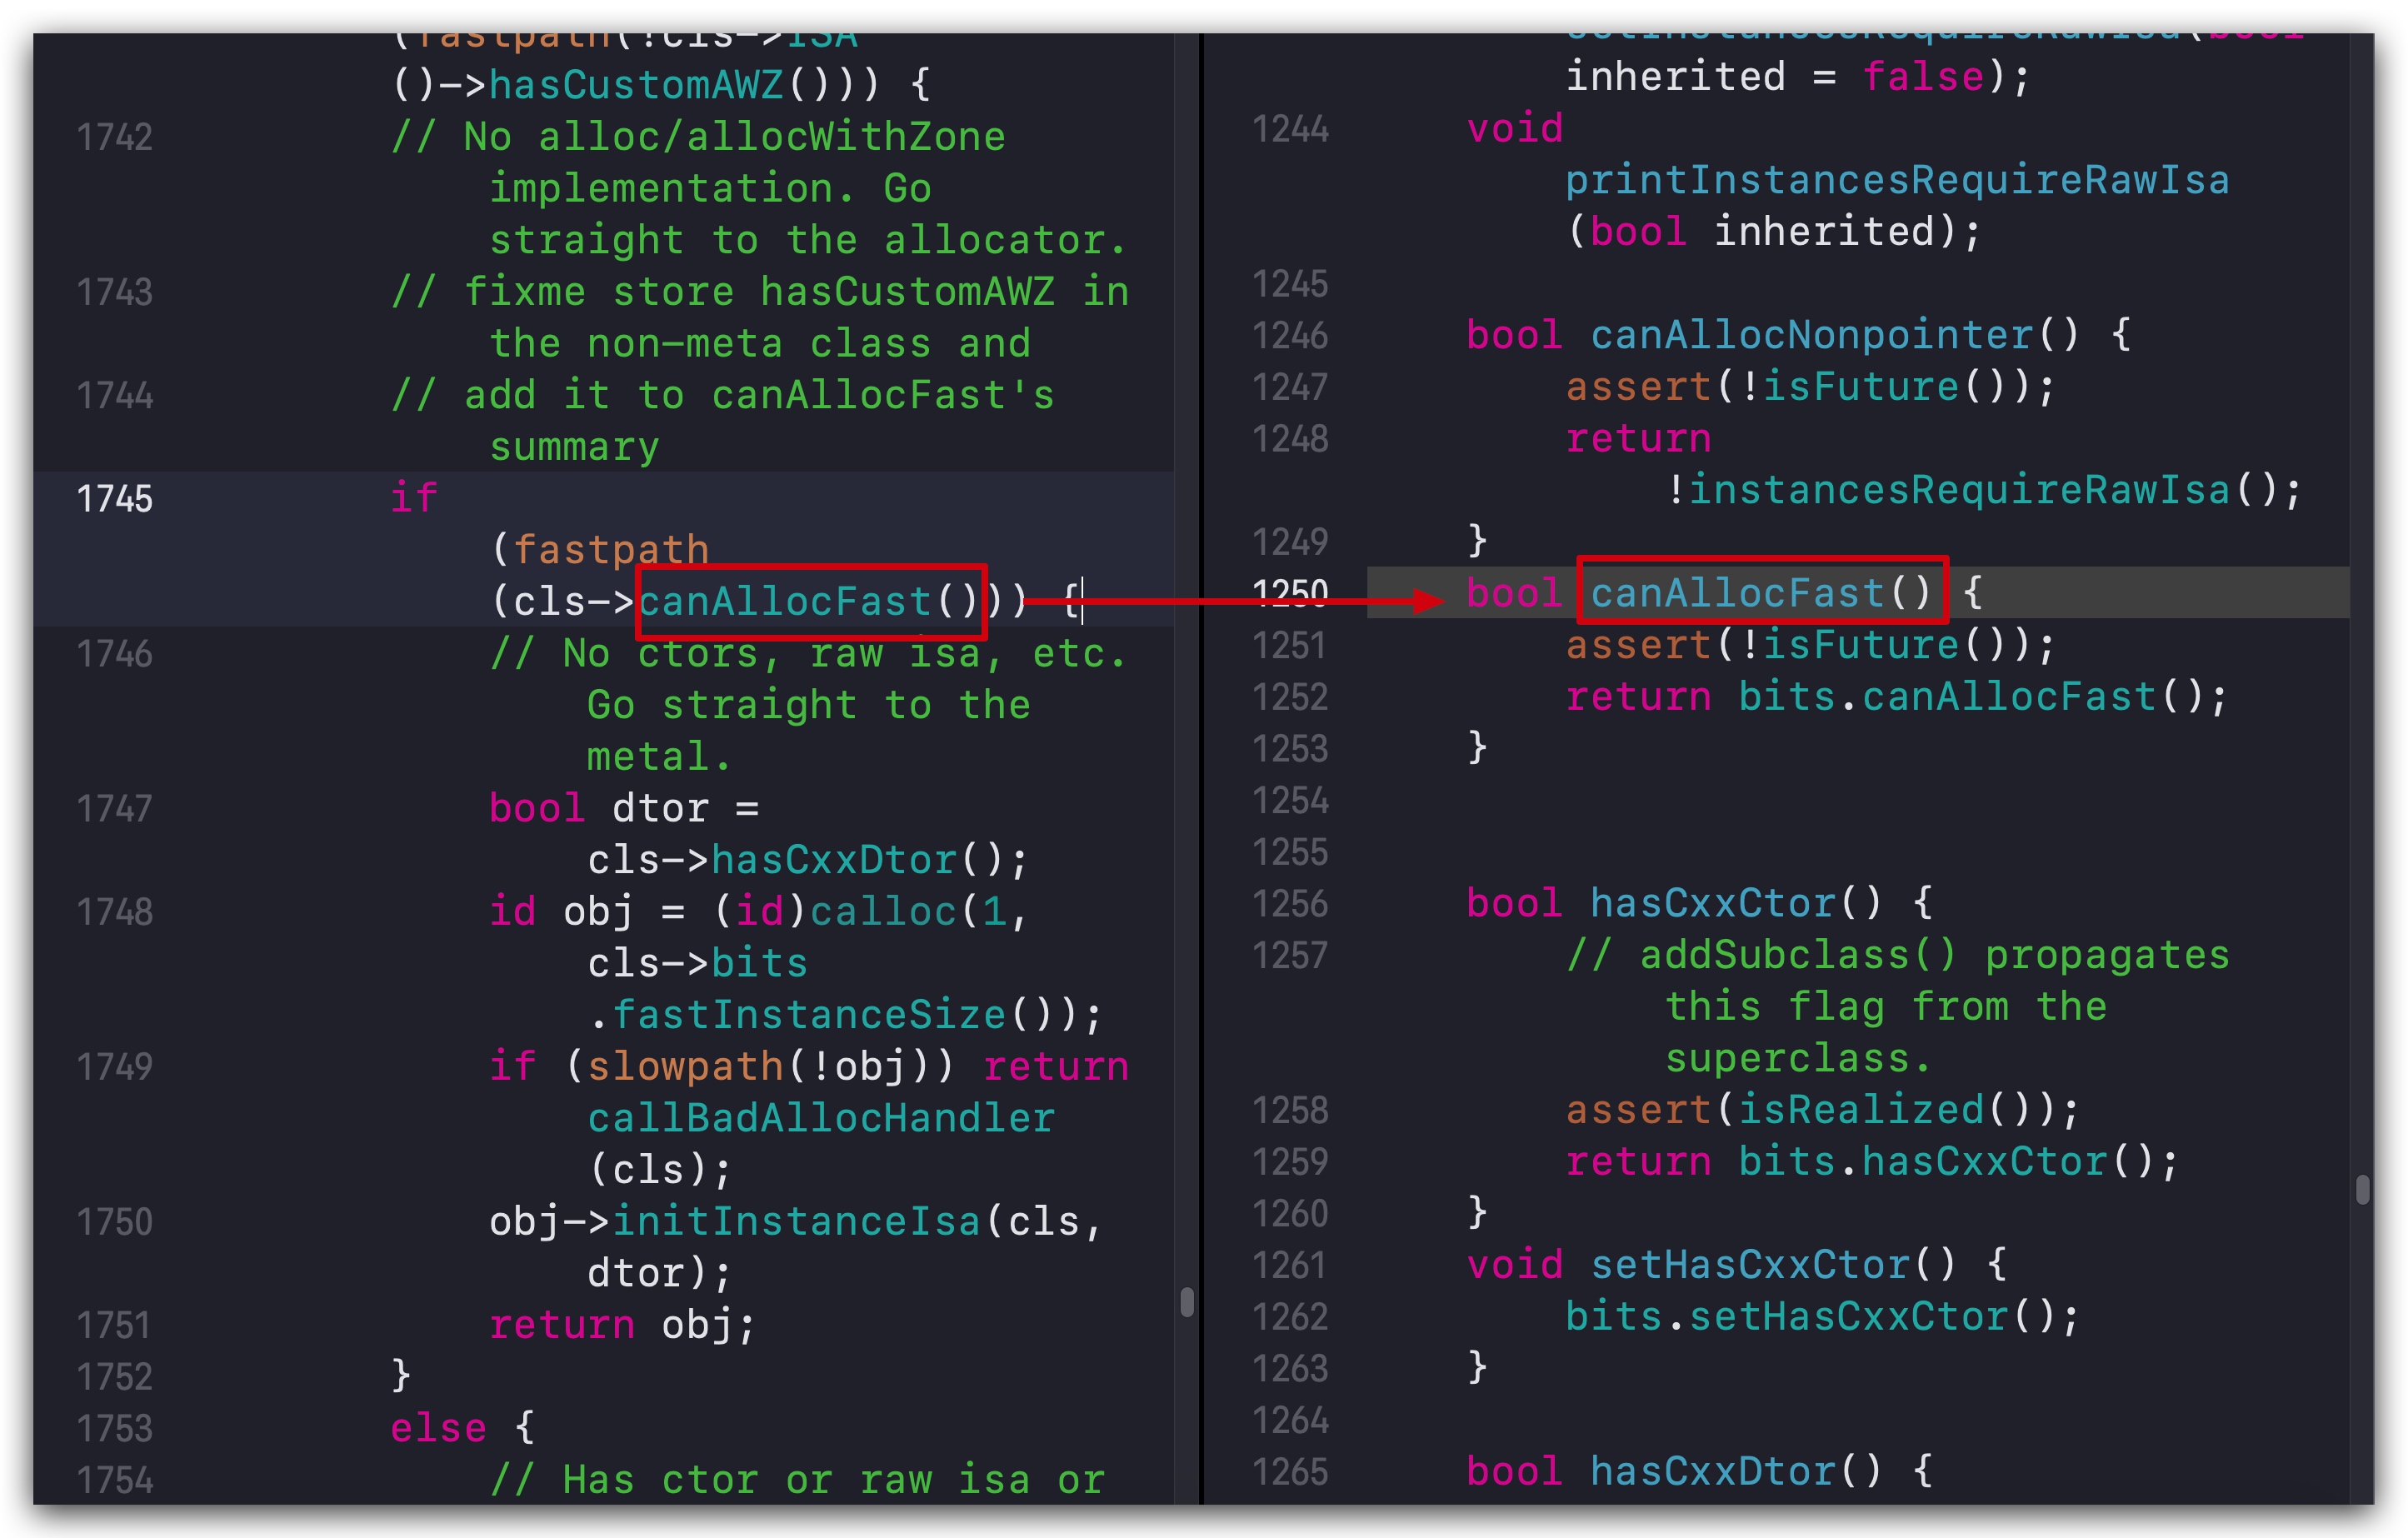 (fastpath(!cls->ISA
()->hasCustomAWZ())) {
1742 // No alloc/allocWithZone
implementation. Go
straight to the allocator.
1743 // fixme store hasCustomAWZ in
the non-meta class and
1744 // add it to canAllocFast's
summary
1745 if
(fastpath
(cls->canAllocFast())) {
1746 // No ctors, raw isa, etc.
Go straight to the
metal.
1747 bool dtor =
cls->hasCxxDtor();
1748 id obj = (id)calloc(1,
cls->bits
.fastInstanceSize());
1749 if (slowpath(!obj)) return
callBadAllocHandler
(cls);
1750 obj->initInstanceIsa(cls,
dtor);
1751 return obj;
1752 }
1753 else {
1754 // Has ctor or raw isa or
setInstancesRequireRawIsa(bool
inherited = false);
1244 void
printInstancesRequireRawIsa
(bool inherited);
1245
1246 bool canAllocNonpointer() {
1247 assert(!isFuture());
1248 return
!instancesRequireRawIsa();
1249 }
1250 bool canAllocFast() {
1251 assert(!isFuture());
1252 return bits.canAllocFast();
1253 }
1254
1255
1256 bool hasCxxCtor() {
1257 // addSubclass() propagates
this flag from the
superclass.
1258 assert(isRealized());
1259 return bits.hasCxxCtor();
1260 }
1261 void setHasCxxCtor() {
1262 bits.setHasCxxCtor();
1263 }
1264
1265 bool hasCxxDtor() {